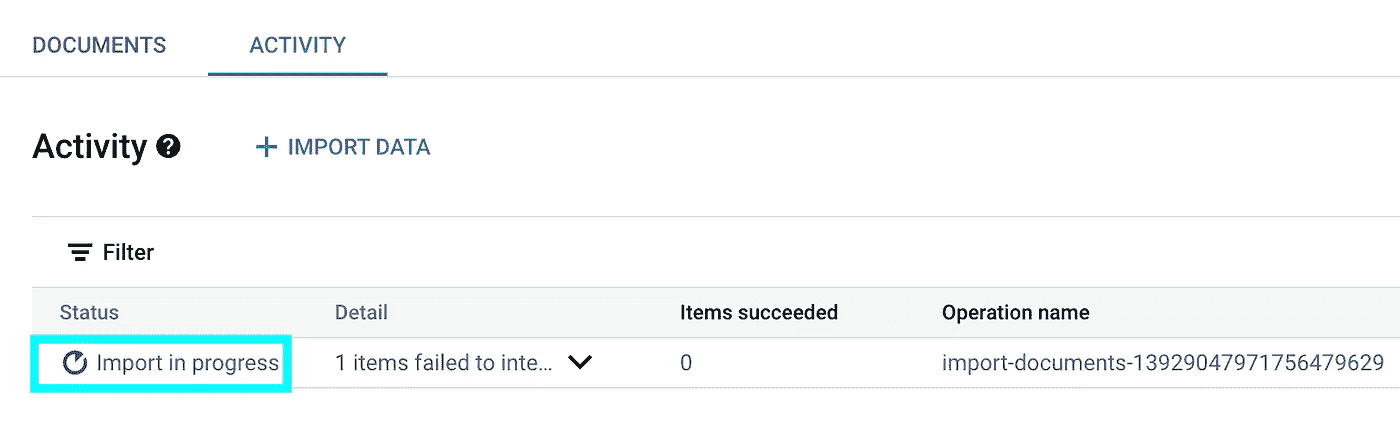 DOCUMENTS ACTIVITY
Activity ? + IMPORT DATA
Filter
Status Detail Items succeeded Operation name
Import in progress 1 items failed to inte... 0 import-documents-13929047971756479629